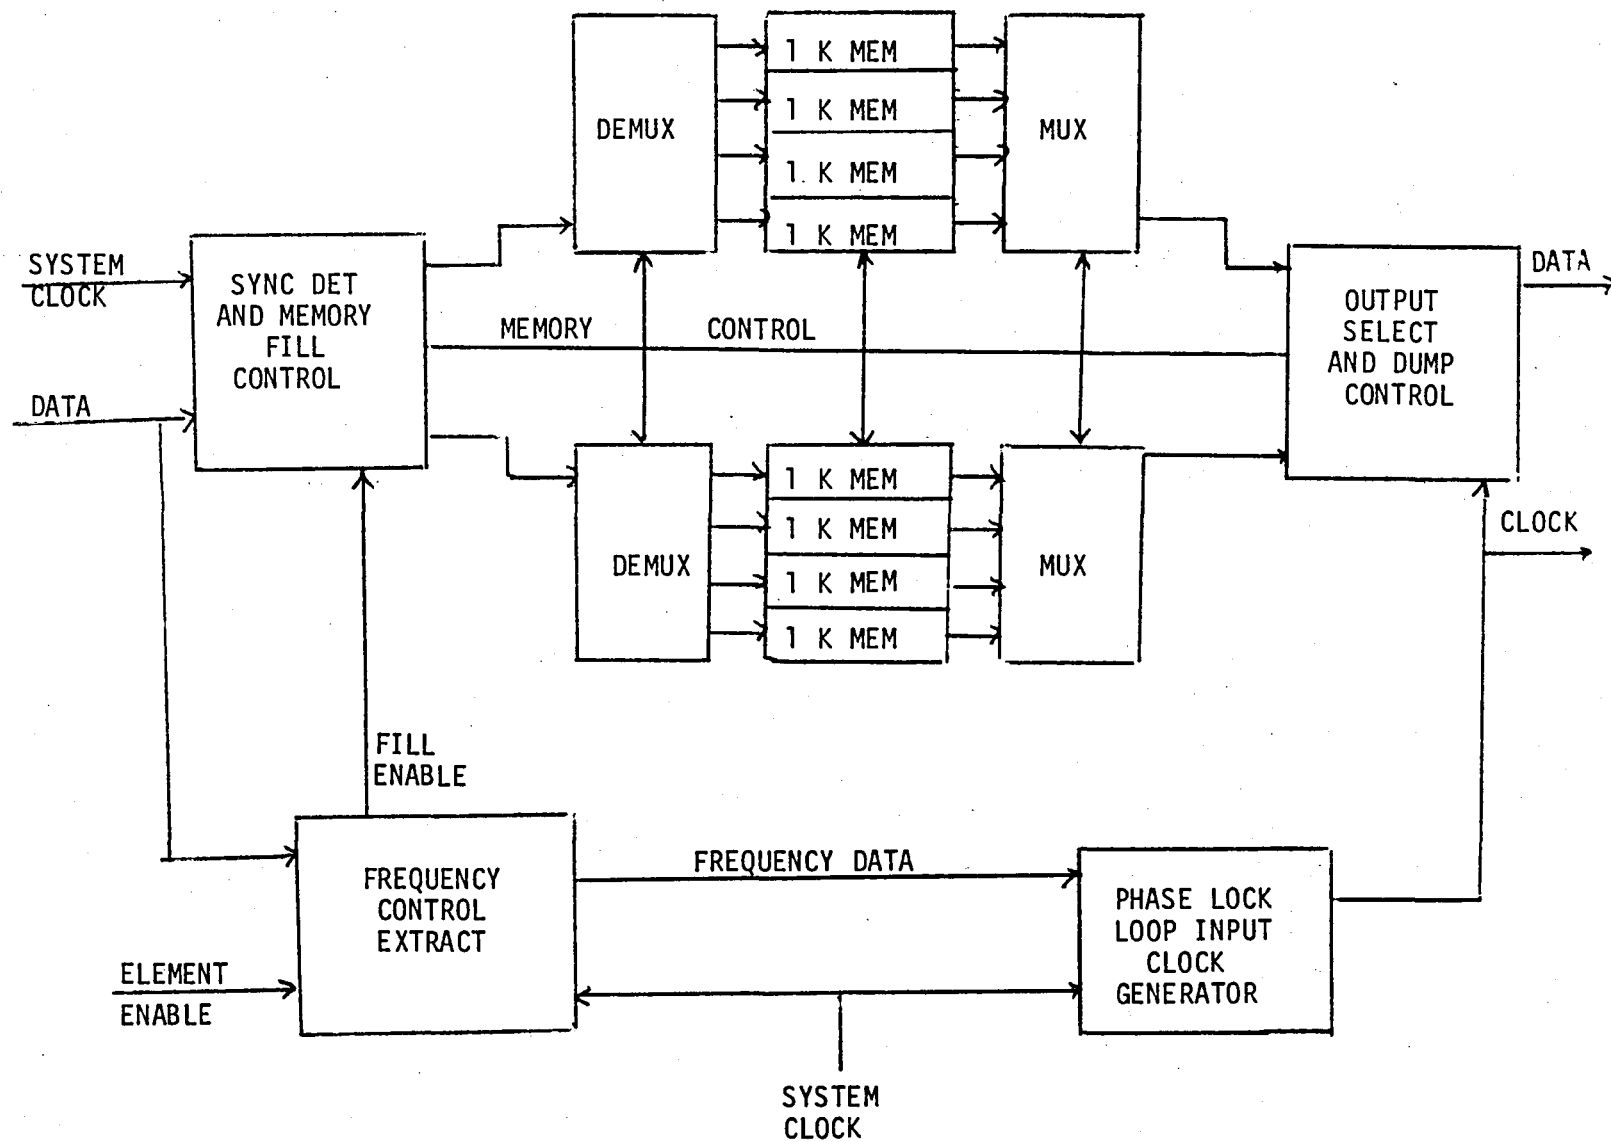 1 K MEM
1 K MEM
1 K MEM
1 K MEM
DEMUX
MUX
SYSTEM
CLOCK
SYNC DET
AND MEMORY
FILL
CONTROL
DATA
MEMORY CONTROL
OUTPUT
SELECT
AND DUMP
CONTROL
DATA
1 K MEM
1 K MEM
1 K MEM
1 K MEM
DEMUX
MUX
CLOCK
FILL
ENABLE
FREQUENCY
CONTROL
EXTRACT
FREQUENCY DATA
PHASE LOCK
LOOP INPUT
CLOCK
GENERATOR
ELEMENT
ENABLE
SYSTEM
CLOCK